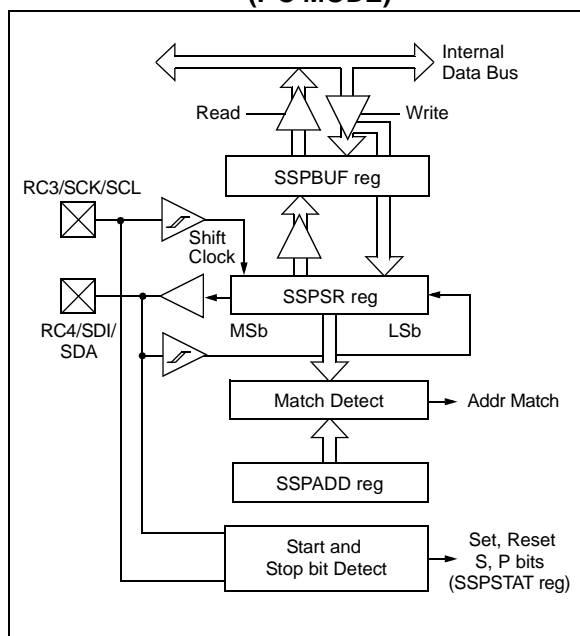 MODE)
Internal
Data Bus
Read
Write
SSPBUF reg
RC3/SCK/SCL
Shift
Clock
SSPSR reg
MSb
LSb
RC4/SDI/
SDA
Match Detect
Addr Match
SSPADD reg
Start and
Stop bit Detect
Set, Reset
S, P bits
(SSPSTAT reg)